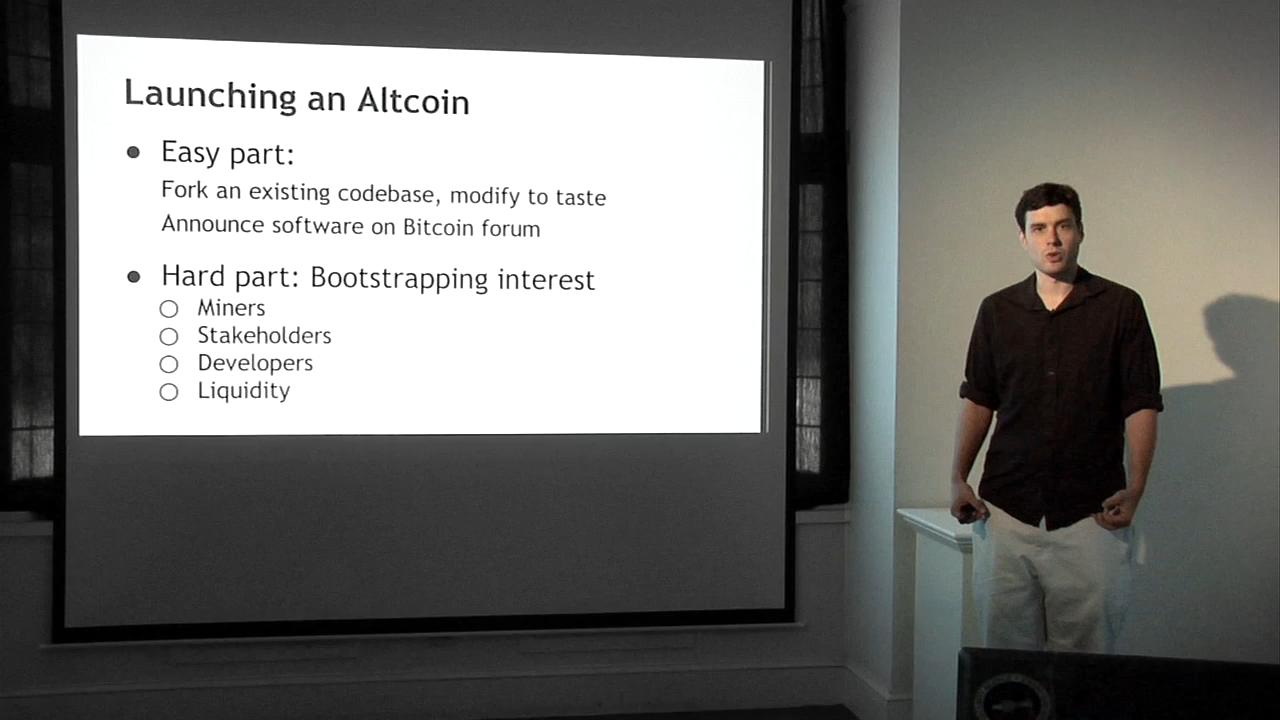 Launching an Altcoin
● Easy part:
Fork an existing codebase, modify to taste
Announce software on Bitcoin forum
● Hard part: Bootstrapping interest
○ Miners
○ Stakeholders
○ Developers
○ Liquidity